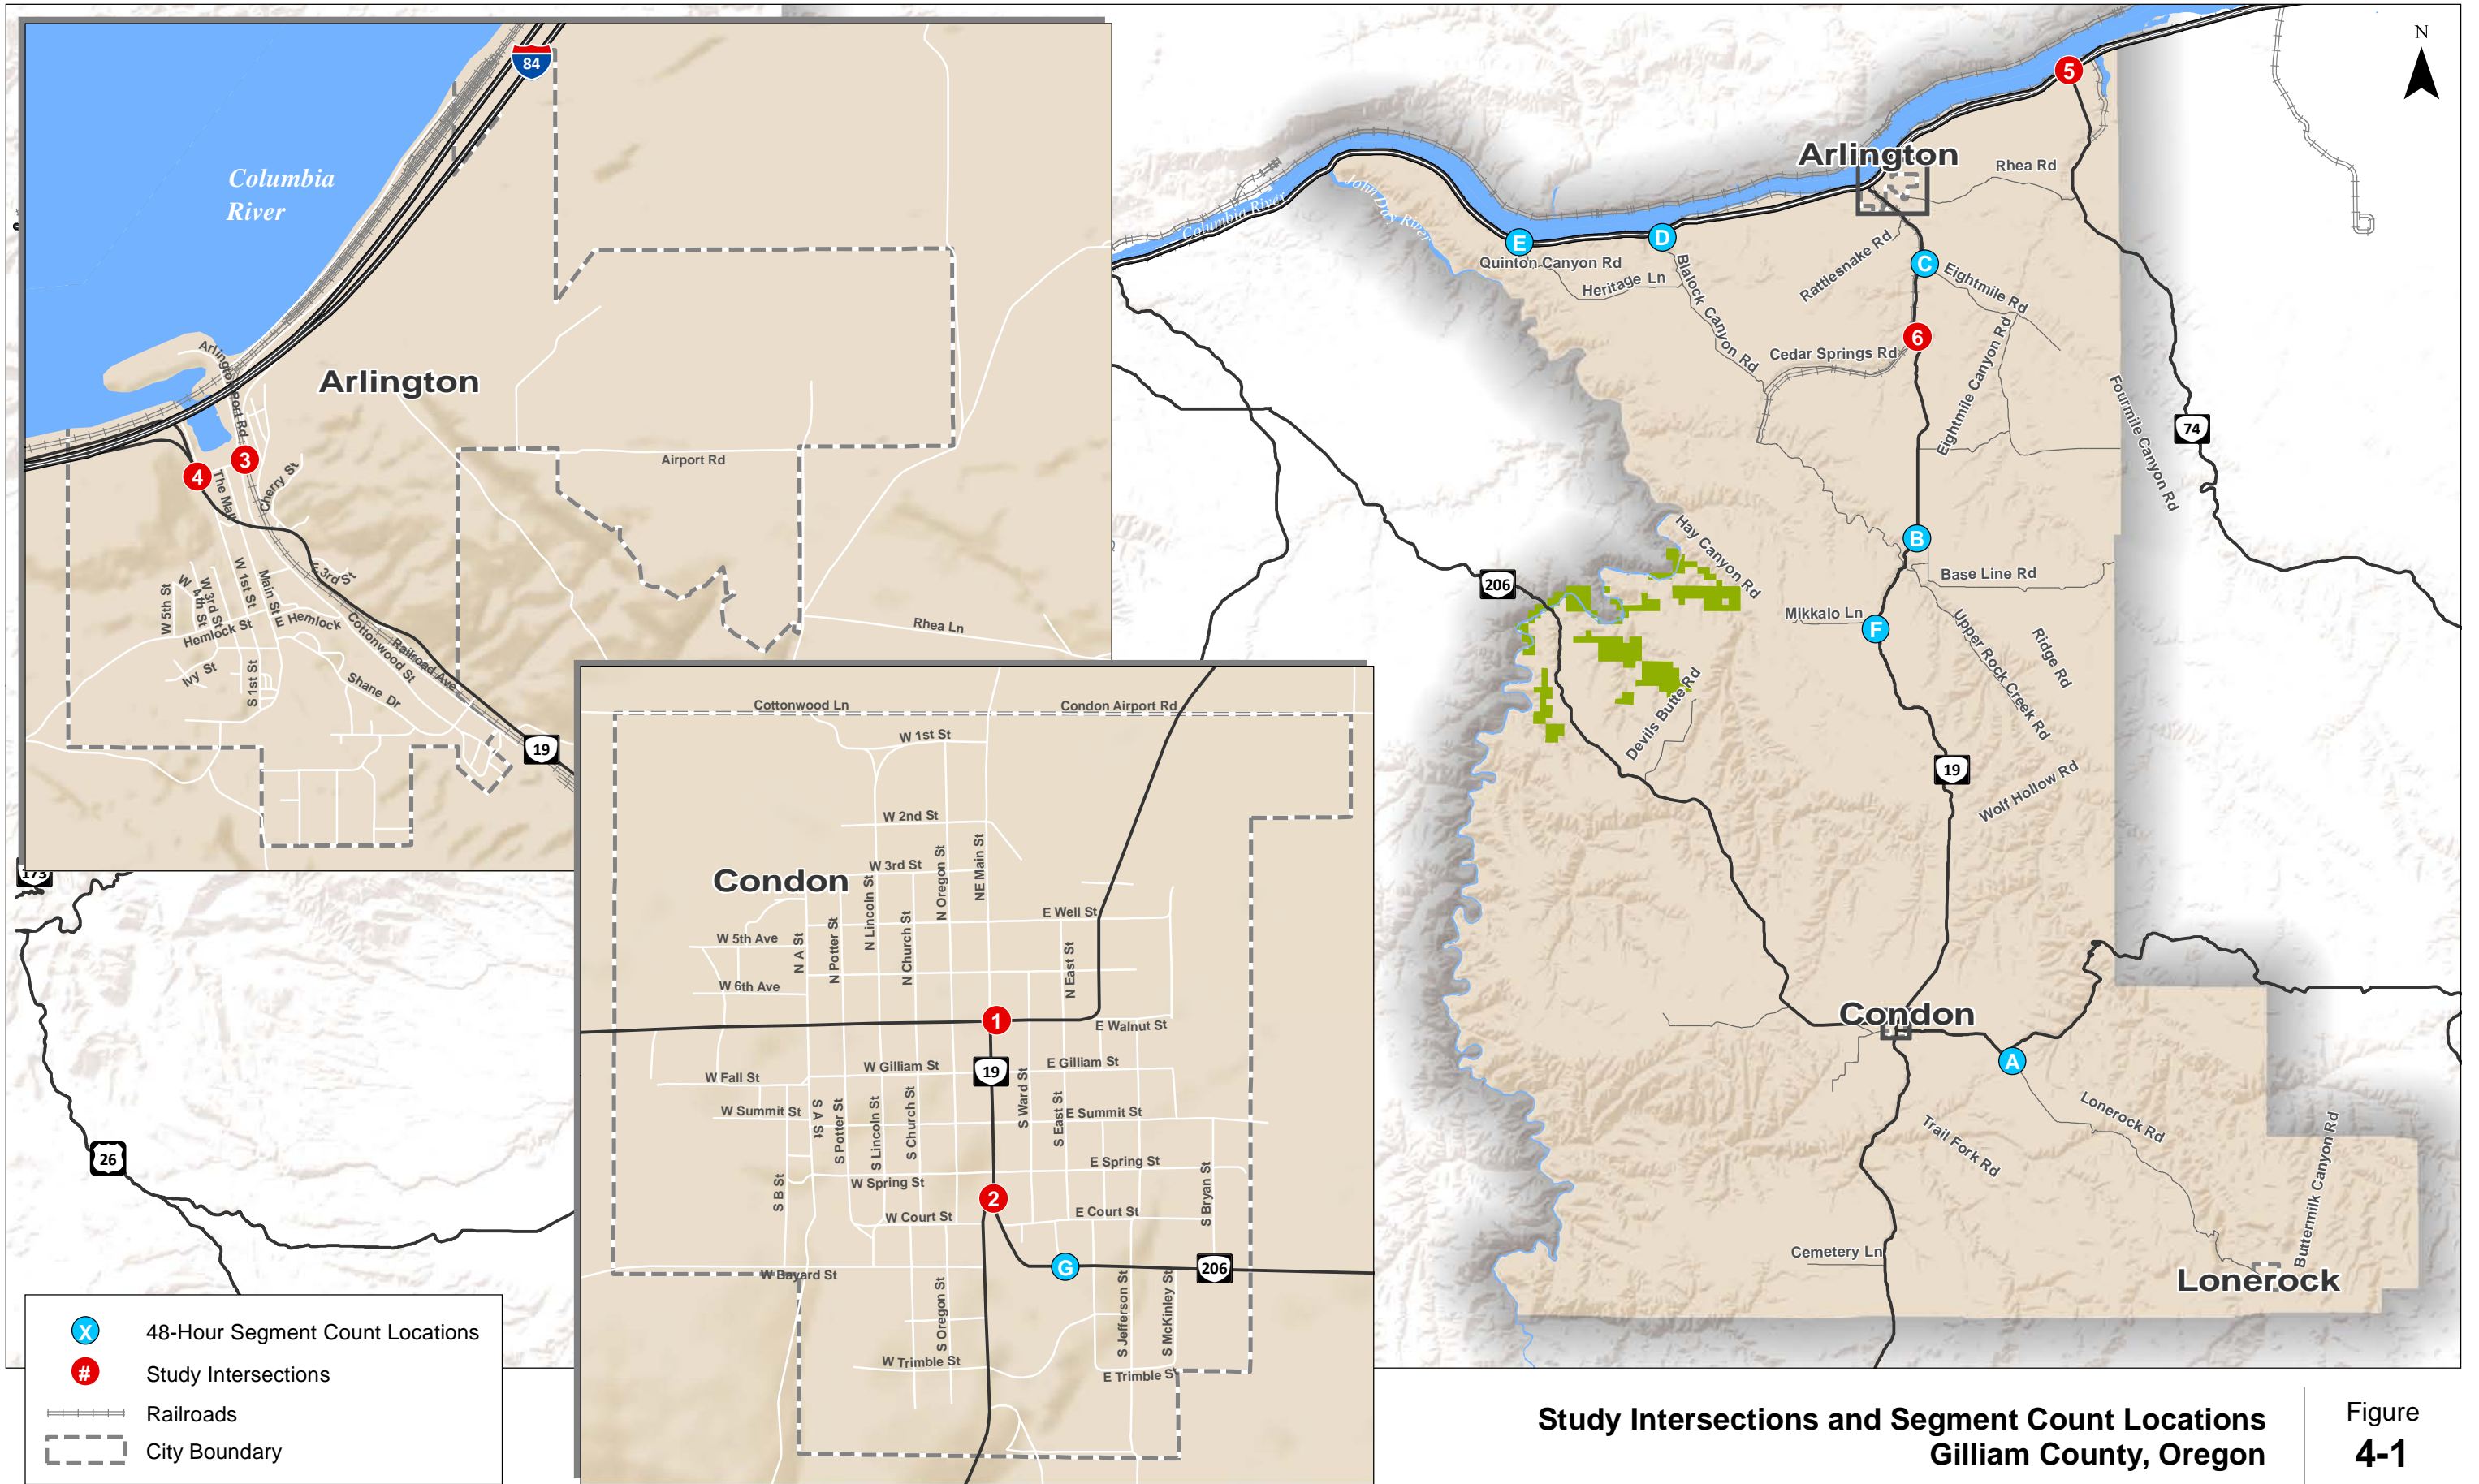 84
Columbia
River
Arlington Port Rd
Arlington
3
4
The Mall
Cherry St
Airport Rd
E 3rd St
W 1st St
Main St
W 5th St
W 4th St
W 3rd St
Hemlock St
E Hemlock
Cottonwood St
Railroad Ave
Ivy St
S 1st St
Shane Dr
Rhea Ln
19
173
26
Cottonwood Ln
Condon Airport Rd
W 1st St
W 2nd St
W 3rd St
Condon
N Lincoln St
N Oregon St
NE Main St
E Well St
W 5th Ave
N A St
N Potter St
N Church St
N East St
W 6th Ave
1
E Walnut St
W Gilliam St
19
E Gilliam St
W Fall St
W Summit St
S A St
S Potter St
S Lincoln St
S Church St
S Ward St
S East St
E Summit St
E Spring St
W Spring St
S B St
2
W Court St
E Court St
S Bryan St
G
206
W Bayard St
S Oregon St
S Jefferson St
S McKinley St
W Trimble St
E Trimble St
N
5
Arlington
Rhea Rd
Columbia River
John Day River
E
D
C
Quinton Canyon Rd
Heritage Ln
Blalock Canyon Rd
Rattlesnake Rd
Eightmile Rd
6
Cedar Springs Rd
Eightmile Canyon Rd
Fourmile Canyon Rd
74
Hay Canyon Rd
B
206
Base Line Rd
Mikkalo Ln
F
Upper Rock Creek Rd
Ridge Rd
Devils Butte Rd
19
Wolf Hollow Rd
Condon
A
Lonerock Rd
Trail Fork Rd
Buttermilk Canyon Rd
Cemetery Ln
Lonerock
X 48-Hour Segment Count Locations
# Study Intersections
Railroads
City Boundary
Study Intersections and Segment Count Locations
Gilliam County, Oregon
Figure
4-1